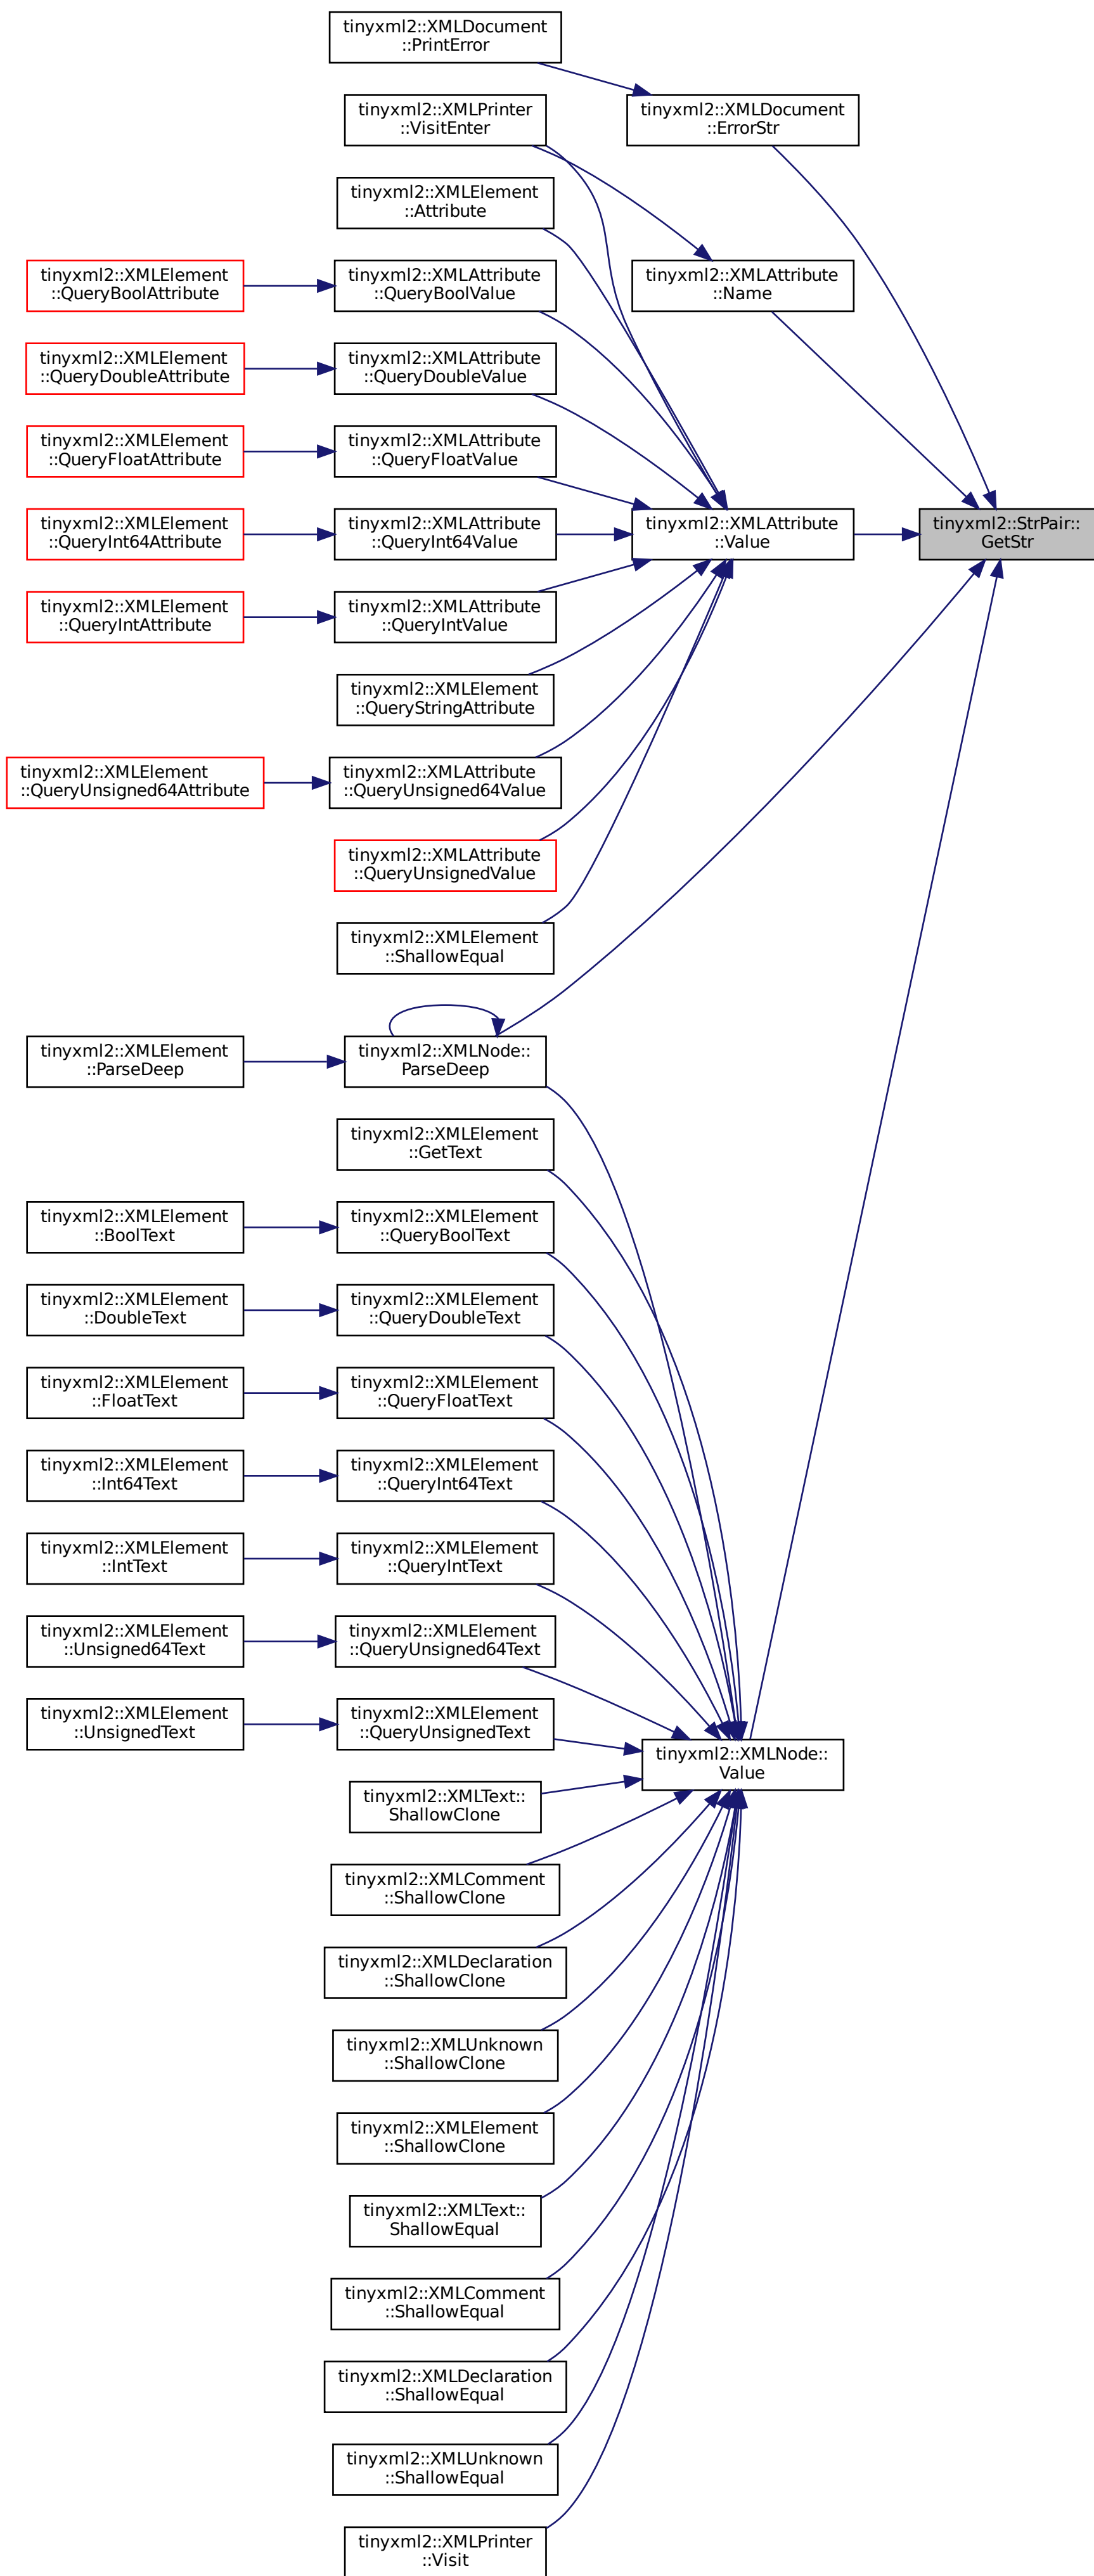 tinyxml2::XMLDocument
::PrintError
tinyxml2::XMLPrinter
::VisitEnter
tinyxml2::XMLDocument
::ErrorStr
tinyxml2::XMLElement
::Attribute
tinyxml2::XMLElement
::QueryBoolAttribute
tinyxml2::XMLAttribute
::QueryBoolValue
tinyxml2::XMLAttribute
::Name
tinyxml2::XMLElement
::QueryDoubleAttribute
tinyxml2::XMLAttribute
::QueryDoubleValue
tinyxml2::XMLElement
::QueryFloatAttribute
tinyxml2::XMLAttribute
::QueryFloatValue
tinyxml2::XMLElement
::QueryInt64Attribute
tinyxml2::XMLAttribute
::QueryInt64Value
tinyxml2::XMLAttribute
::Value
tinyxml2::StrPair::
GetStr
tinyxml2::XMLElement
::QueryIntAttribute
tinyxml2::XMLAttribute
::QueryIntValue
tinyxml2::XMLElement
::QueryStringAttribute
tinyxml2::XMLElement
::QueryUnsigned64Attribute
tinyxml2::XMLAttribute
::QueryUnsigned64Value
tinyxml2::XMLAttribute
::QueryUnsignedValue
tinyxml2::XMLElement
::ShallowEqual
tinyxml2::XMLElement
::ParseDeep
tinyxml2::XMLNode::
ParseDeep
tinyxml2::XMLElement
::GetText
tinyxml2::XMLElement
::BoolText
tinyxml2::XMLElement
::QueryBoolText
tinyxml2::XMLElement
::DoubleText
tinyxml2::XMLElement
::QueryDoubleText
tinyxml2::XMLElement
::FloatText
tinyxml2::XMLElement
::QueryFloatText
tinyxml2::XMLElement
::Int64Text
tinyxml2::XMLElement
::QueryInt64Text
tinyxml2::XMLElement
::IntText
tinyxml2::XMLElement
::QueryIntText
tinyxml2::XMLElement
::Unsigned64Text
tinyxml2::XMLElement
::QueryUnsigned64Text
tinyxml2::XMLElement
::UnsignedText
tinyxml2::XMLElement
::QueryUnsignedText
tinyxml2::XMLNode::
Value
tinyxml2::XMLText::
ShallowClone
tinyxml2::XMLComment
::ShallowClone
tinyxml2::XMLDeclaration
::ShallowClone
tinyxml2::XMLUnknown
::ShallowClone
tinyxml2::XMLElement
::ShallowClone
tinyxml2::XMLText::
ShallowEqual
tinyxml2::XMLComment
::ShallowEqual
tinyxml2::XMLDeclaration
::ShallowEqual
tinyxml2::XMLUnknown
::ShallowEqual
tinyxml2::XMLPrinter
::Visit